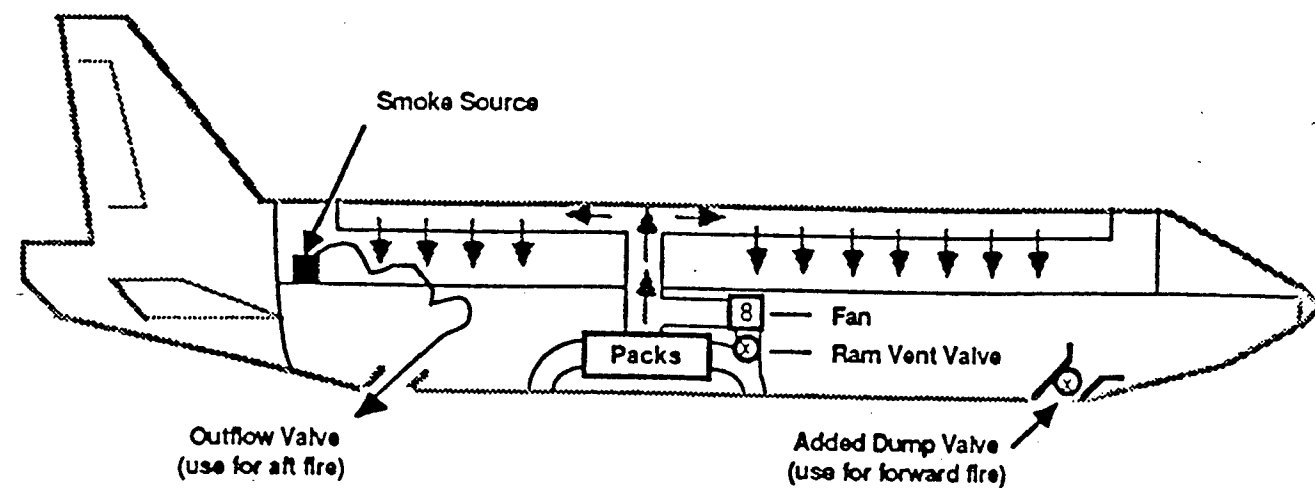 Smoke Source
8
Fan
Packs
X
Ram Vent Valve
X
Outflow Valve
(use for aft fire)
Added Dump Valve
(use for forward fire)